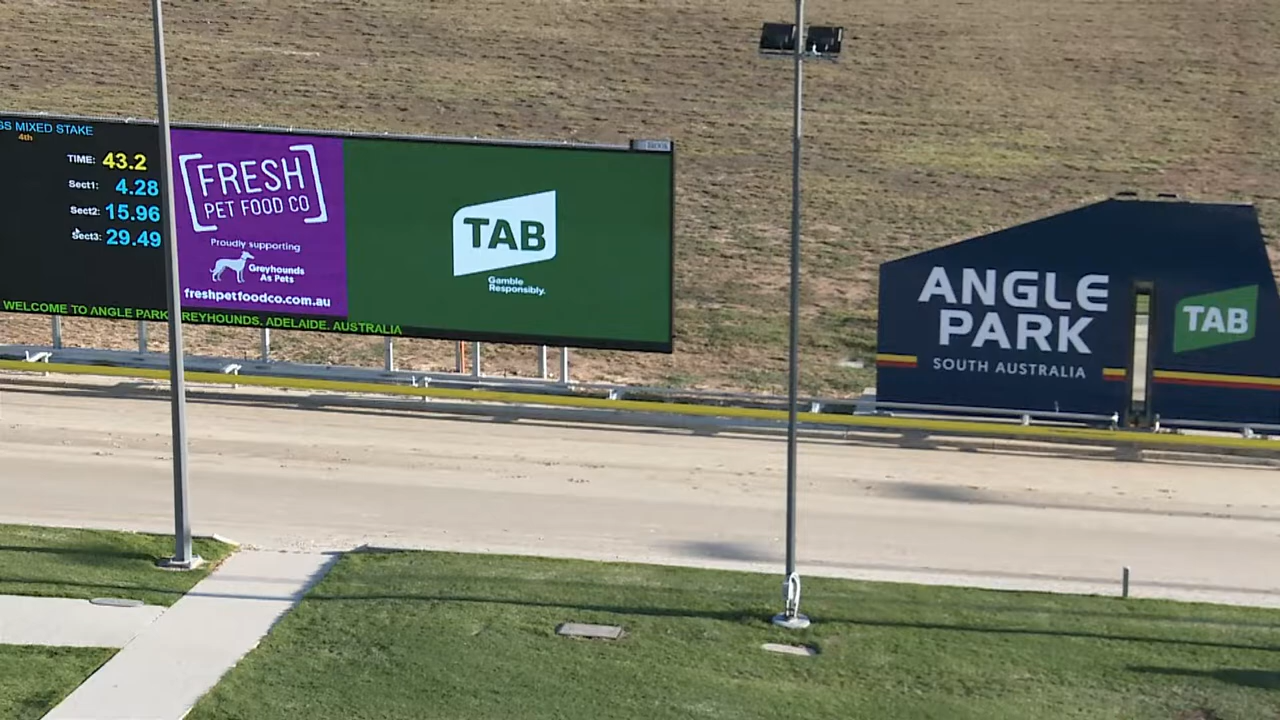 SS MIXED STAKE
4th
TIME: 43.2
Sect1: 4.28
Sect2: 15.96
Sect3: 29.49
WELCOME TO ANGLE PARK GREYHOUNDS, ADELAIDE, AUSTRALIA
FRESH
PET FOOD CO
Proudly supporting
Greyhounds
As Pets
freshpetfoodco.com.au
TAB
Gamble
Responsibly.
ANGLE
PARK
SOUTH AUSTRALIA
TAB